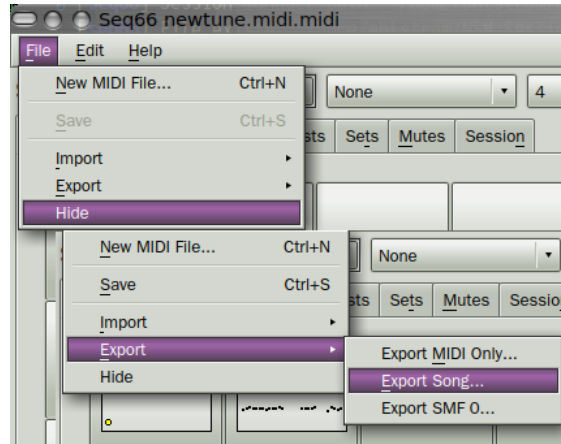 Seq66 newtune.midi.midi
File Edit Help
New MIDI File... Ctrl+N
None 4
Save Ctrl+S
sts Sets Mutes Session
Import
Export
Hide
New MIDI File... Ctrl+N
None
Save Ctrl+S
sts Sets Mutes Sessio
Import
Export
Export MIDI Only...
Hide
Export Song...
Export SMF 0...